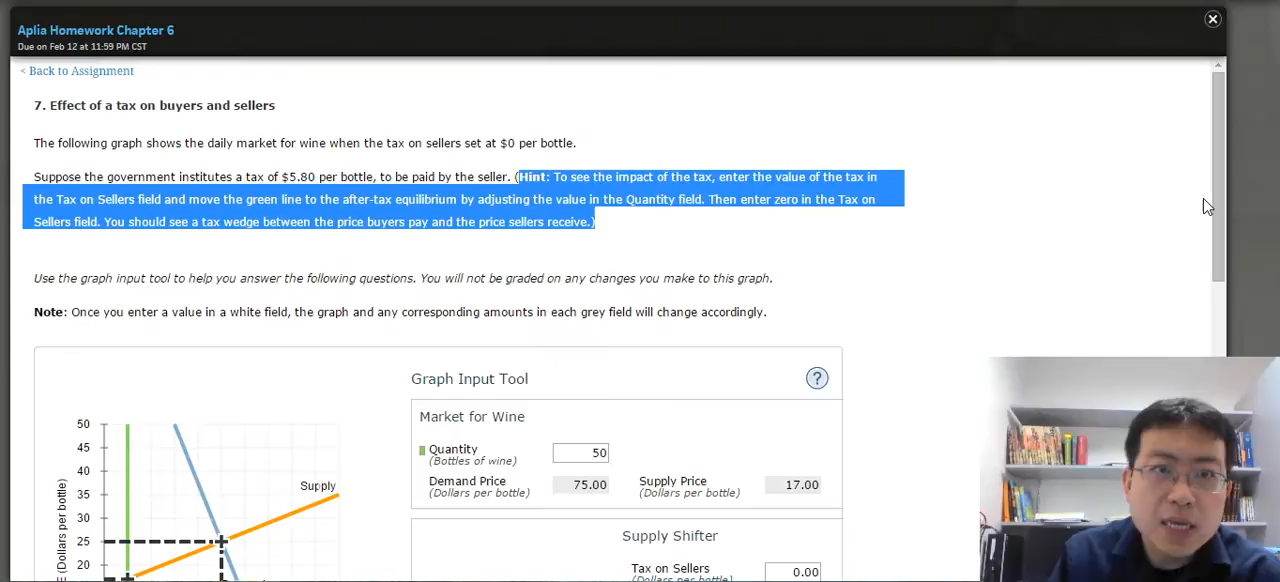 Aplia Homework Chapter 6
Due on Feb 12 at 11:59 PM CST
< Back to Assignment
7. Effect of a tax on buyers and sellers
The following graph shows the daily market for wine when the tax on sellers set at $0 per bottle.
Suppose the government institutes a tax of $5.80 per bottle, to be paid by the seller. (Hint: To see the impact of the tax, enter the value of the tax in
the Tax on Sellers field and move the green line to the after-tax equilibrium by adjusting the value in the Quantity field. Then enter zero in the Tax on
Sellers field. You should see a tax wedge between the price buyers pay and the price sellers receive.)
Use the graph input tool to help you answer the following questions. You will not be graded on any changes you make to this graph.
Note: Once you enter a value in a white field, the graph and any corresponding amounts in each grey field will change accordingly.
Graph Input Tool
?
Market for Wine
Quantity
(Bottles of wine)
50
Demand Price
(Dollars per bottle)
75.00
Supply Price
(Dollars per bottle)
17.00
Supply Shifter
Tax on Sellers
(Dollars per bottle)
0.00
50
45
40
35
30
25
20
(Dollars per bottle)
Supply